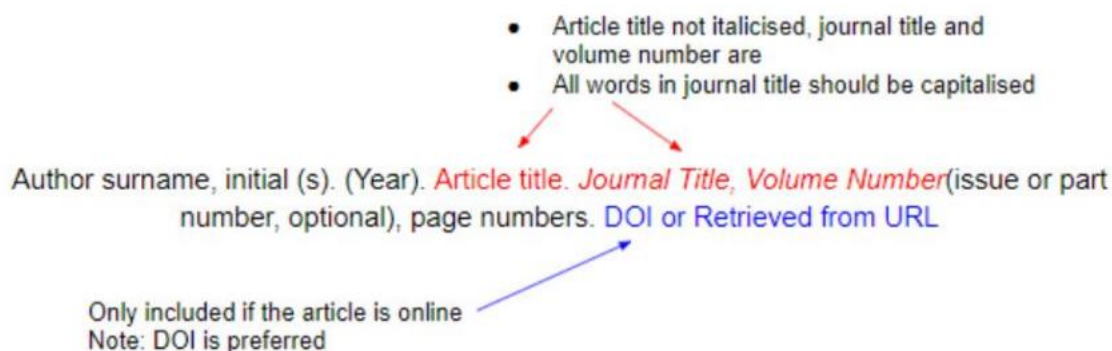 ● Article title not italicised, journal title and
volume number are
● All words in journal title should be capitalised
Author surname, initial (s). (Year). Article title. Journal Title, Volume Number(issue or part
number, optional), page numbers. DOI or Retrieved from URL
Only included if the article is online
Note: DOI is preferred